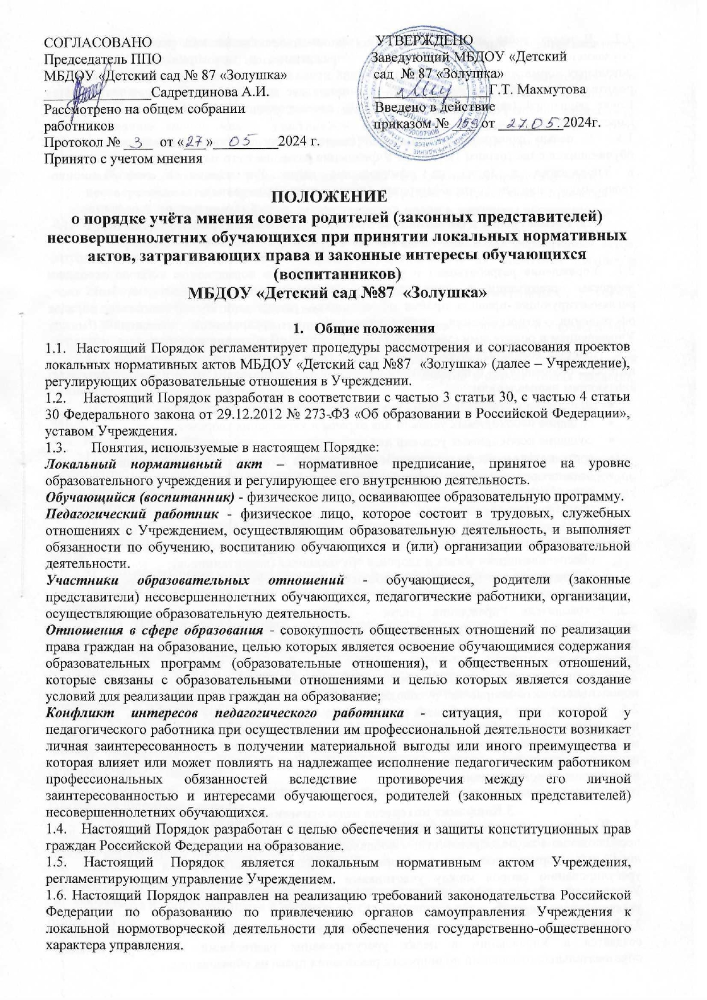 СОГЛАСОВАНО
Председатель ППО
МБДОУ «Детский сад № 87 «Золушка»
Садретдинова А.И.
Рассмотрено на общем собрании
работников
Протокол № 3 от «27» 05 2024 г.
Принято с учетом мнения
УТВЕРЖДЕНО
Заведующий МБДОУ «Детский
сад № 87 «Золушка»
Г.Т. Махмутова
Введено в действие
приказом № 153 от 27.05.2024г.
ПОЛОЖЕНИЕ
о порядке учёта мнения совета родителей (законных представителей)
несовершеннолетних обучающихся при принятии локальных нормативных
актов, затрагивающих права и законные интересы обучающихся
(воспитанников)
МБДОУ «Детский сад №87 «Золушка»
1. Общие положения
1.1. Настоящий Порядок регламентирует процедуры рассмотрения и согласования проектов
локальных нормативных актов МБДОУ «Детский сад №87 «Золушка» (далее – Учреждение),
регулирующих образовательные отношения в Учреждении.
1.2. Настоящий Порядок разработан в соответствии с частью 3 статьи 30, с частью 4 статьи
30 Федерального закона от 29.12.2012 № 273-ФЗ «Об образовании в Российской Федерации»,
уставом Учреждения.
1.3. Понятия, используемые в настоящем Порядке:
Локальный нормативный акт – нормативное предписание, принятое на уровне
образовательного учреждения и регулирующее его внутреннюю деятельность.
Обучающийся (воспитанник) - физическое лицо, осваивающее образовательную программу.
Педагогический работник - физическое лицо, которое состоит в трудовых, служебных
отношениях с Учреждением, осуществляющим образовательную деятельность, и выполняет
обязанности по обучению, воспитанию обучающихся и (или) организации образовательной
деятельности.
Участники образовательных отношений - обучающиеся, родители (законные
представители) несовершеннолетних обучающихся, педагогические работники, организации,
осуществляющие образовательную деятельность.
Отношения в сфере образования - совокупность общественных отношений по реализации
права граждан на образование, целью которых является освоение обучающимися содержания
образовательных программ (образовательные отношения), и общественных отношений,
которые связаны с образовательными отношениями и целью которых является создание
условий для реализации прав граждан на образование;
Конфликт интересов педагогического работника - ситуация, при которой у
педагогического работника при осуществлении им профессиональной деятельности возникает
личная заинтересованность в получении материальной выгоды или иного преимущества и
которая влияет или может повлиять на надлежащее исполнение педагогическим работником
профессиональных обязанностей вследствие противоречия между его личной
заинтересованностью и интересами обучающегося, родителей (законных представителей)
несовершеннолетних обучающихся.
1.4. Настоящий Порядок разработан с целью обеспечения и защиты конституционных прав
граждан Российской Федерации на образование.
1.5. Настоящий Порядок является локальным нормативным актом Учреждения,
регламентирующим управление Учреждением.
1.6. Настоящий Порядок направлен на реализацию требований законодательства Российской
Федерации по образованию по привлечению органов самоуправления Учреждения к
локальной нормотворческой деятельности для обеспечения государственно-общественного
характера управления.